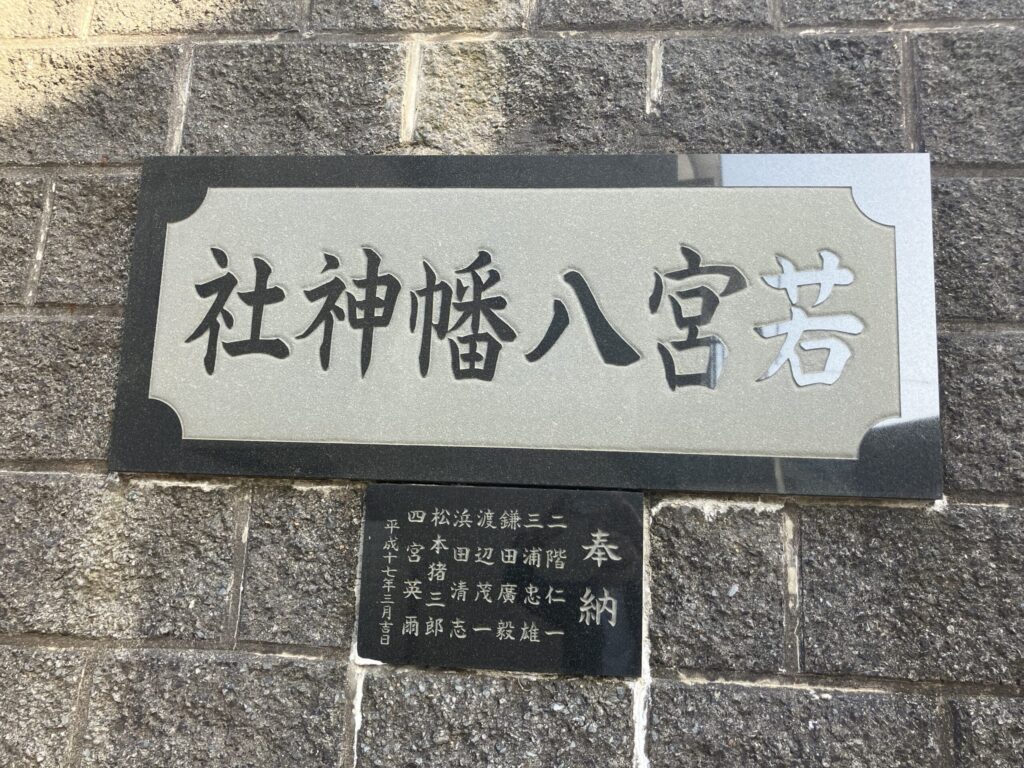 若宮八幡神社
奉納
二階仁一
三浦忠雄
鎌田廣毅
渡辺茂一
浜田清志
松本猪三郎
四宮英爾
平成十七年三月吉日